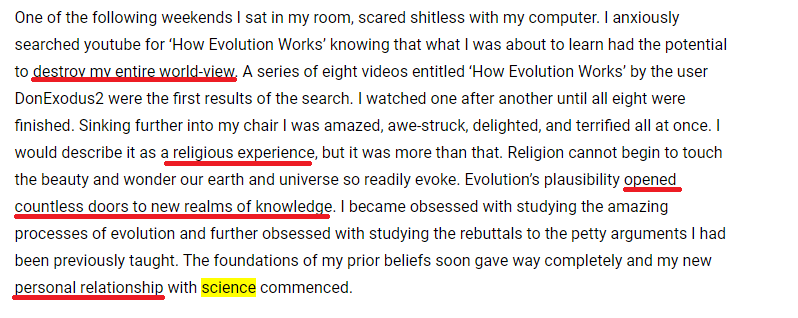 One of the following weekends I sat in my room, scared shitless with my computer. I anxiously
searched youtube for ‘How Evolution Works’ knowing that what I was about to learn had the potential
to destroy my entire world-view. A series of eight videos entitled ‘How Evolution Works’ by the user
DonExodus2 were the first results of the search. I watched one after another until all eight were
finished. Sinking further into my chair I was amazed, awe-struck, delighted, and terrified all at once. I
would describe it as a religious experience, but it was more than that. Religion cannot begin to touch
the beauty and wonder our earth and universe so readily evoke. Evolution’s plausibility opened
countless doors to new realms of knowledge. I became obsessed with studying the amazing
processes of evolution and further obsessed with studying the rebuttals to the petty arguments I had
been previously taught. The foundations of my prior beliefs soon gave way completely and my new
personal relationship with science commenced.